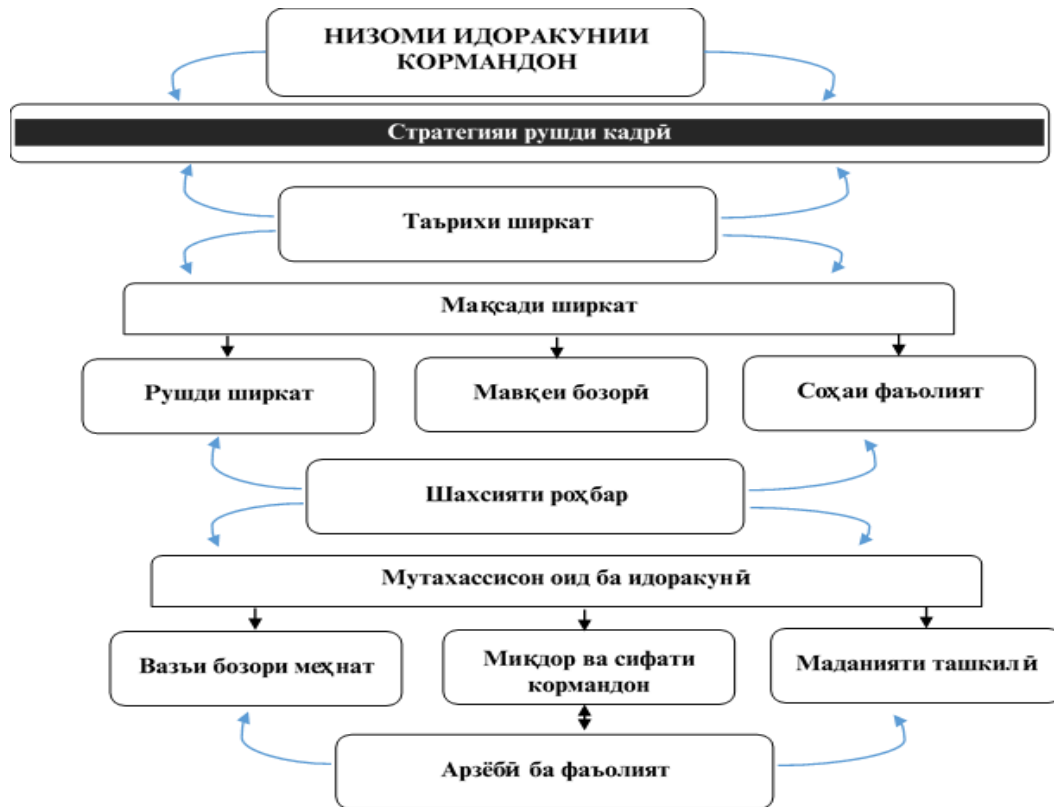 НИЗОМИ ИДОРАКУНИИ
КОРМАНДОН
Стратегияи рушди кадрӣ
Таърихи ширкат
Мақсади ширкат
Рушди ширкат
Мавқеи бозорӣ
Соҳаи фаъолият
Шахсияти роҳбар
Мутахассисон оид ба идоракунӣ
Вазъи бозори меҳнат
Миқдор ва сифати
кормандон
Маданияти ташкилӣ
Арзёбӣ ба фаъолият